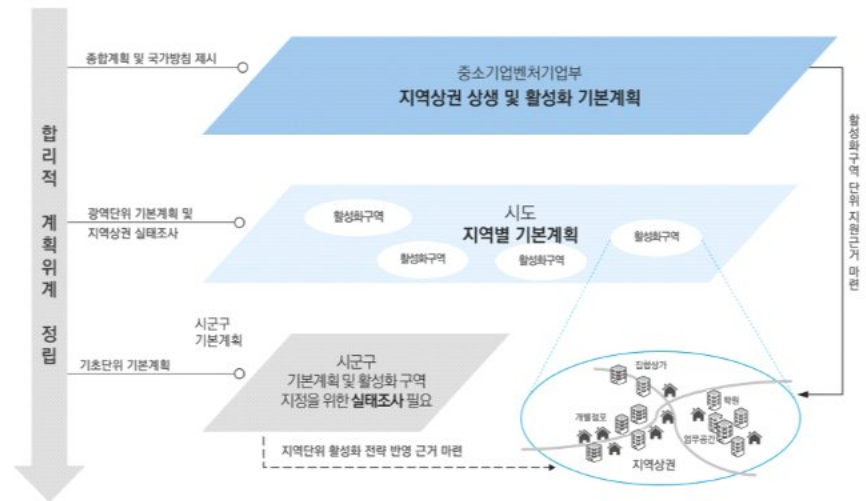 종합계획 및 국가방침 제시
중소기업벤처기업부
지역상권 상생 및 활성화 기본계획
합리적 계획위계 정립
활성화구역 단위 지원근거 마련
광역단위 기본계획 및
지역상권 실태조사
시도
지역별 기본계획
활성화구역
활성화구역
활성화구역
활성화구역
시군구
기본계획
기초단위 기본계획
시군구
기본계획 및 활성화 구역
지정을 위한 실태조사 필요
집합상가
학원
개별점포
업무공간
지역상권
지역단위 활성화 전략 반영 근거 마련